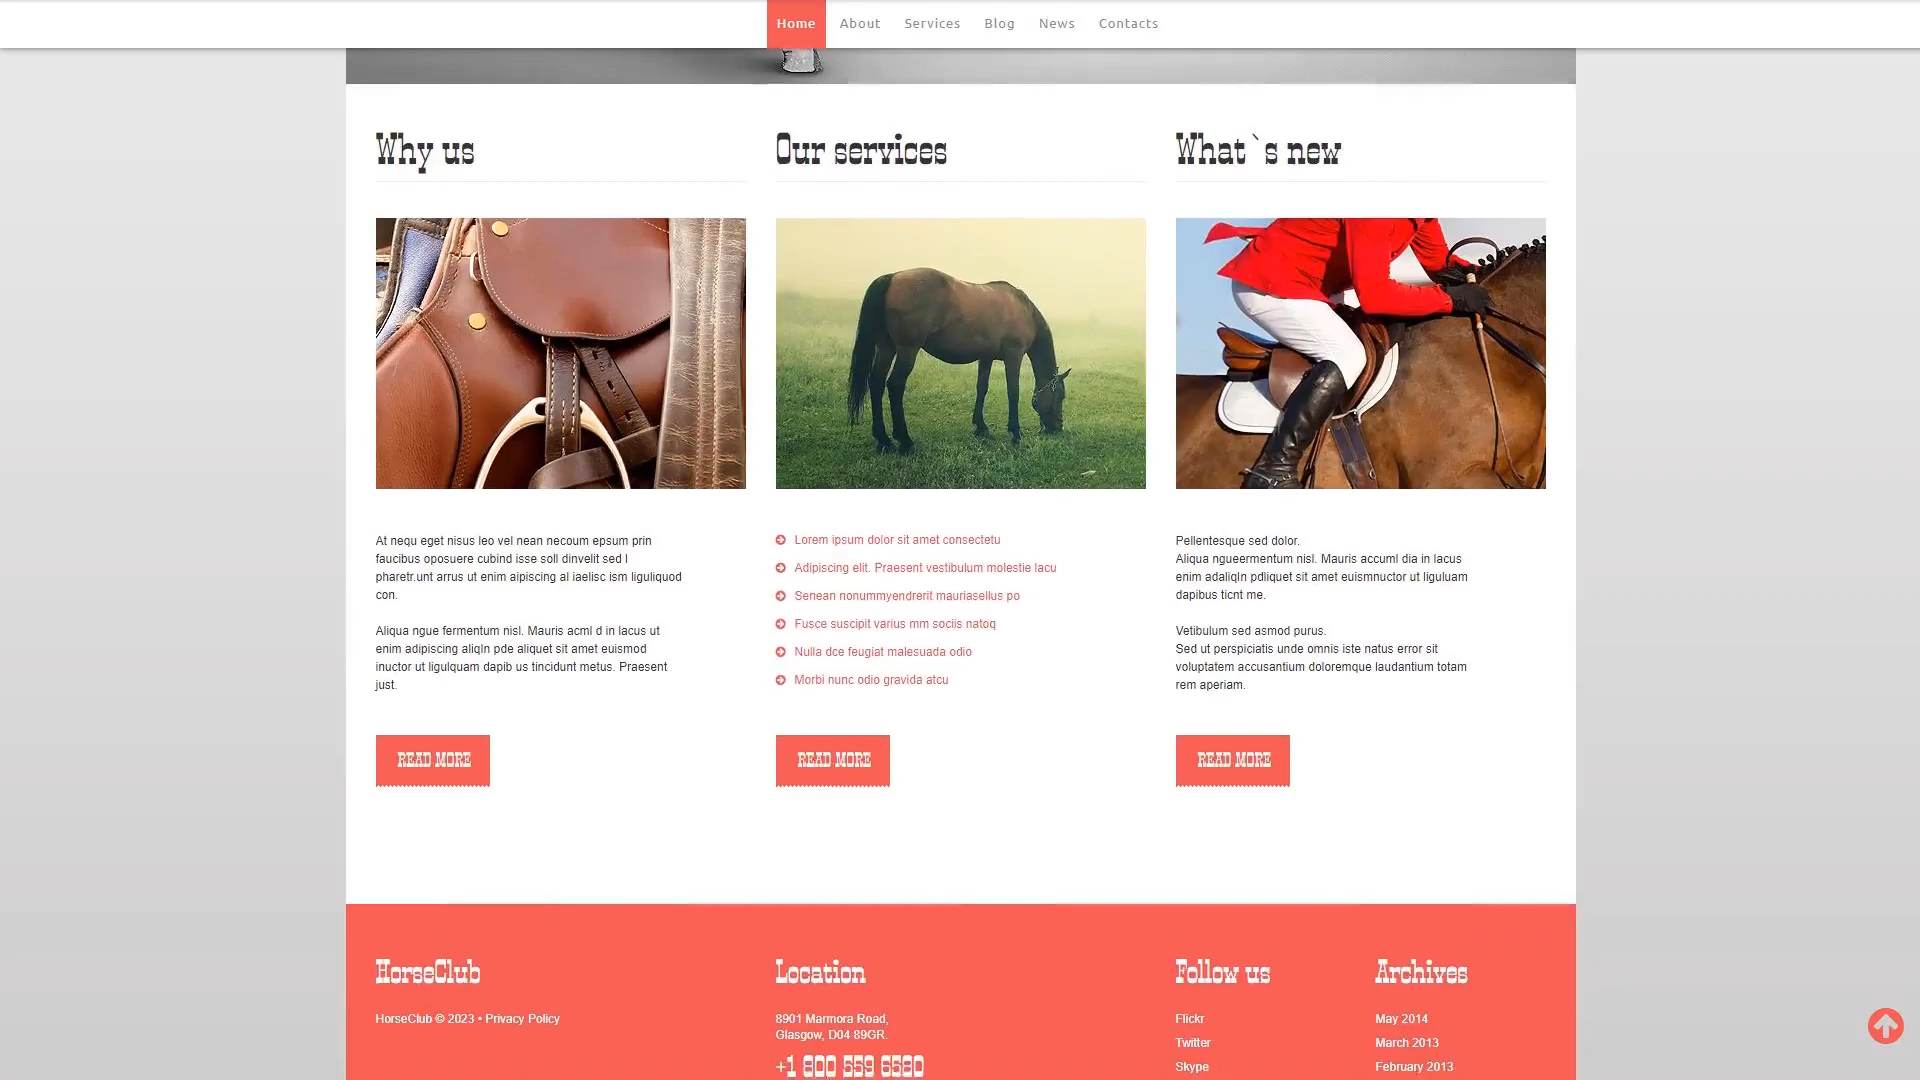 Home About Services Blog News Contacts
Why us
At nequ eget nisus leo vel nean necoum epsum prin
faucibus oposuere cubind isse soll dinvelit sed l
pharetr.unt arrus ut enim aipiscing al iaelisc ism liguliquod
con.
Aliqua ngue fermentum nisl. Mauris acml d in lacus ut
enim adipiscing aliqln pde aliquet sit amet euismod
inuctor ut ligulquam dapib us tincidunt metus. Praesent
just.
READ MORE
Our services
Lorem ipsum dolor sit amet consectetu
Adipiscing elit. Praesent vestibulum molestie lacu
Senean nonummyendrerit mauriasellus po
Fusce suscipit varius mm sociis natoq
Nulla dce feugiat malesuada odio
Morbi nunc odio gravida atcu
READ MORE
What`s new
Pellentesque sed dolor.
Aliqua ngueermentum nisl. Mauris accuml dia in lacus
enim adaliqln pdliquet sit amet euismnuctor ut liguluam
dapibus ticnt me.
Vetibulum sed asmod purus.
Sed ut perspiciatis unde omnis iste natus error sit
voluptatem accusantium doloremque laudantium totam
rem aperiam.
READ MORE
HorseClub
HorseClub © 2023 • Privacy Policy
Location
8901 Marmora Road,
Glasgow, D04 89GR.
+1 800 559 6580
Follow us
Flickr
Twitter
Skype
Archives
May 2014
March 2013
February 2013